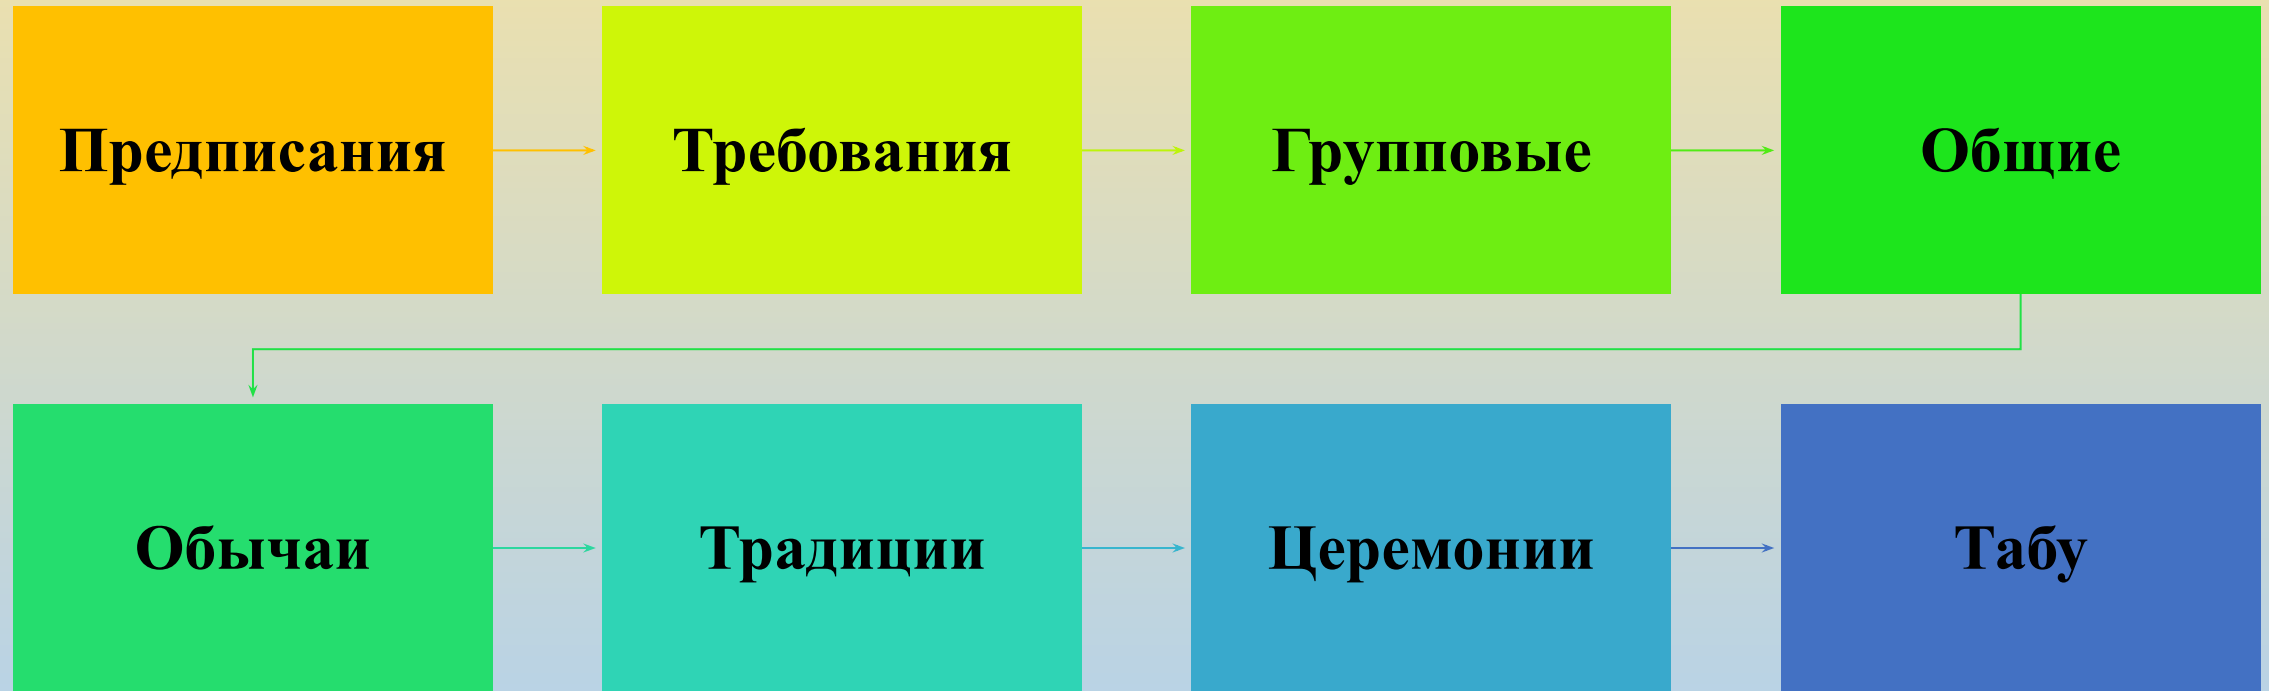 Предписания
Требования
Групповые
Общие
Обычаи
Традиции
Церемонии
Табу